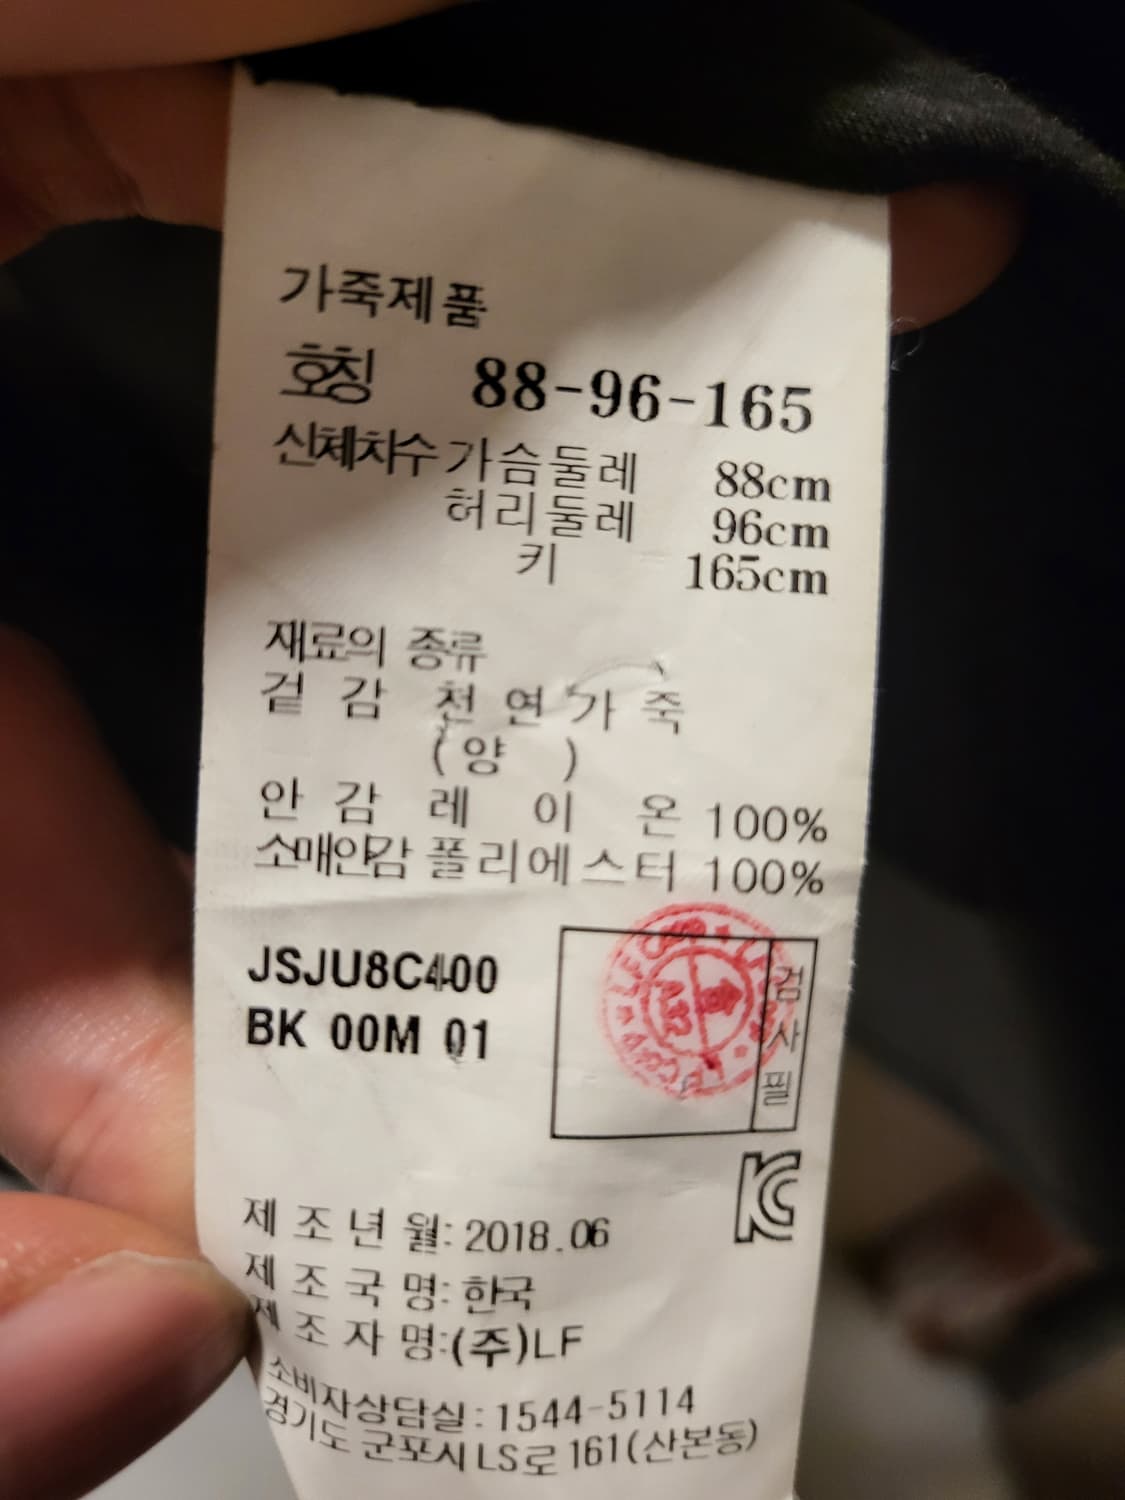 가죽제품
호칭 88-96-165
신체치수 가슴둘레 88cm
허리둘레 96cm
키 165cm
재료의 종류
겉감 천연가죽
(양 )
안감 레이온 100%
소매안감 폴리에스터 100%
JSJU8C400
BK 00M 01
검사필
제조년월: 2018.06
제조국명: 한국
제조자명:(주)LF
소비자상담실: 1544-5114
경기도 군포시 LS로 161(산본동)